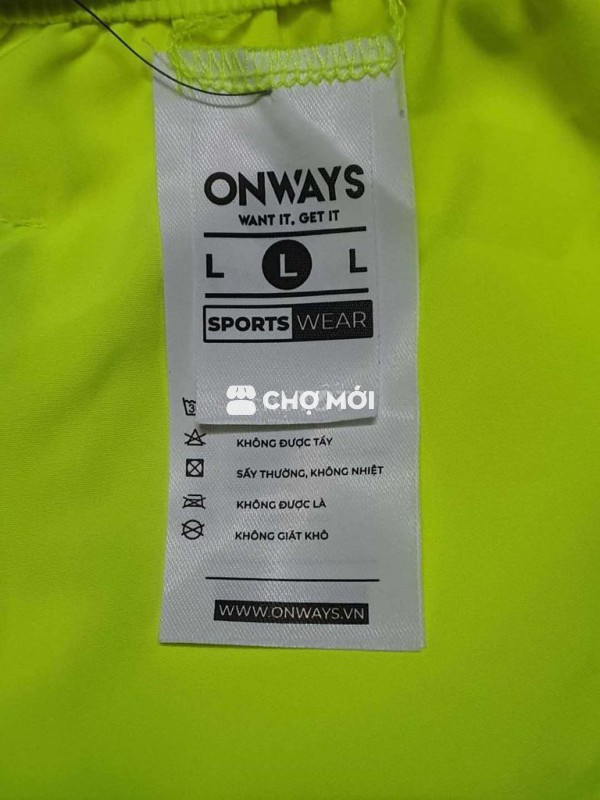 ONWAYS
WANT IT, GET IT
L L L
SPORTS WEAR
CHỢ MỚI
KHÔNG ĐƯỢC TẨY
SẤY THƯỜNG, KHÔNG NHIỆT
KHÔNG ĐƯỢC LÀ
KHÔNG GIẶT KHÔ
WWW.ONWAYS.VN